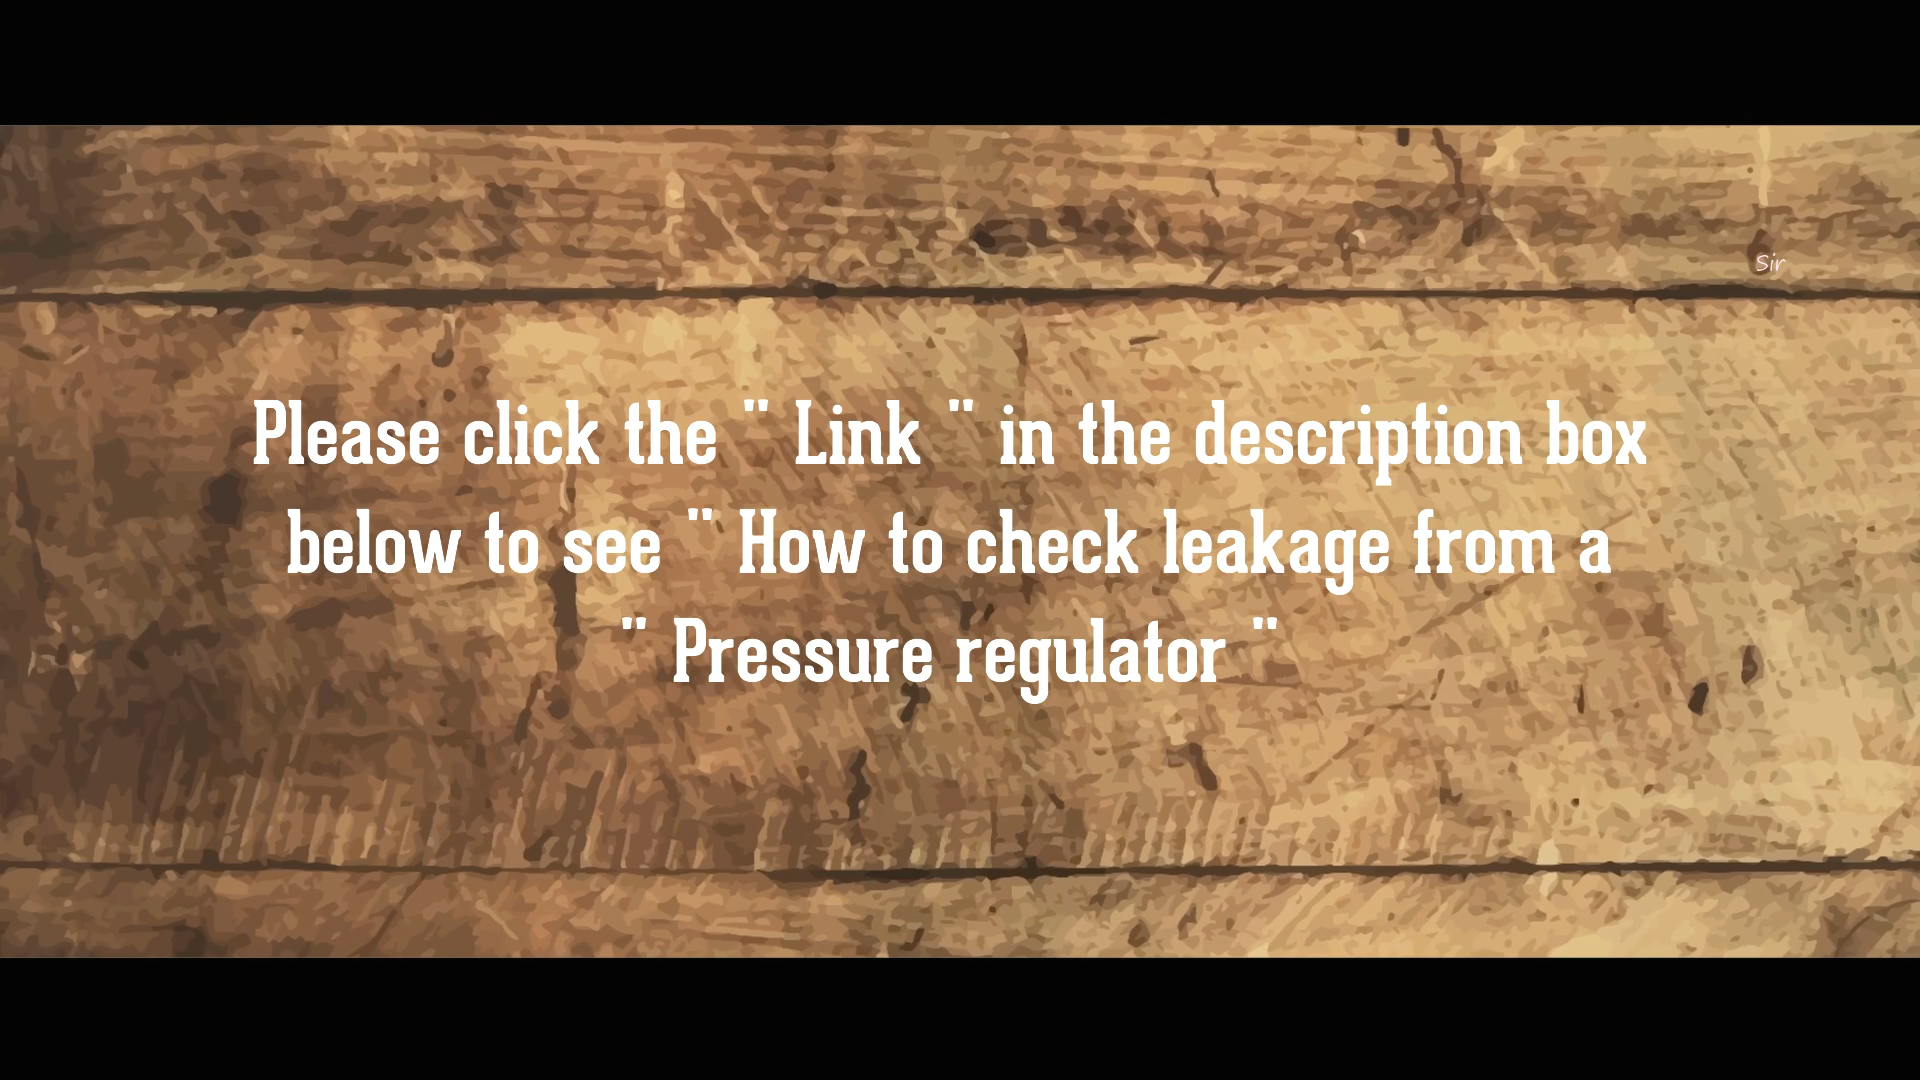 Sir
Please click the " Link " in the description box
below to see " How to check leakage from a
" Pressure regulator "